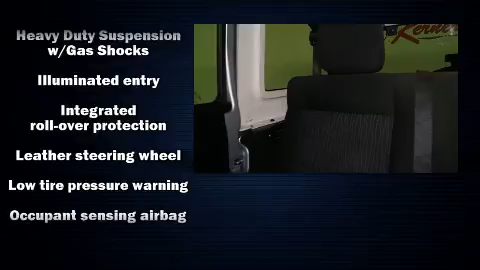 Heavy Duty Suspension
w/Gas Shocks
Illuminated entry
Integrated
roll-over protection
Leather steering wheel
Low tire pressure warning
Occupant sensing airbag